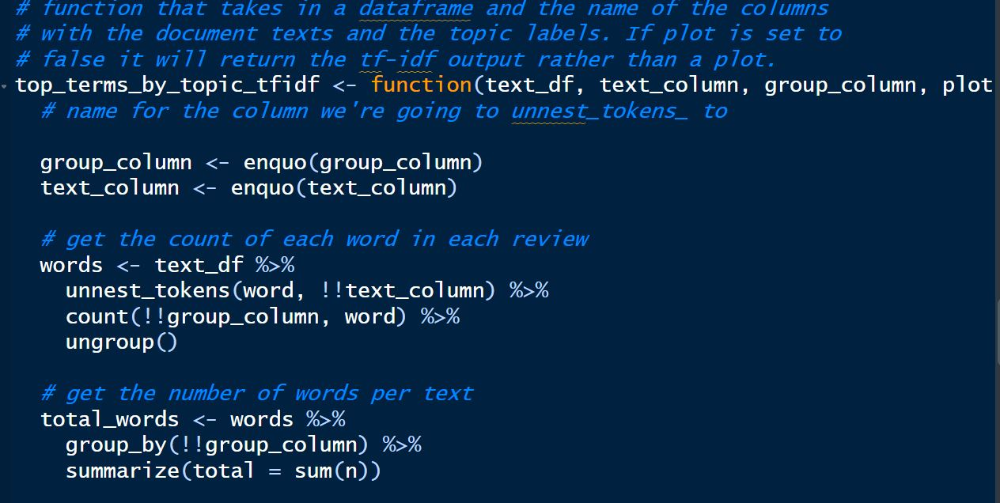 # function that takes in a dataframe and the name of the columns
# with the document texts and the topic labels. If plot is set to
# false it will return the tf-idf output rather than a plot.
top_terms_by_topic_tfidf <- function(text_df, text_column, group_column, plot
# name for the column we're going to unnest_tokens_ to
group_column <- enquo(group_column)
text_column <- enquo(text_column)
# get the count of each word in each review
words <- text_df %>%
unnest_tokens(word, !!text_column) %>%
count(!!group_column, word) %>%
ungroup()
# get the number of words per text
total_words <- words %>%
group_by(!!group_column) %>%
summarize(total = sum(n))